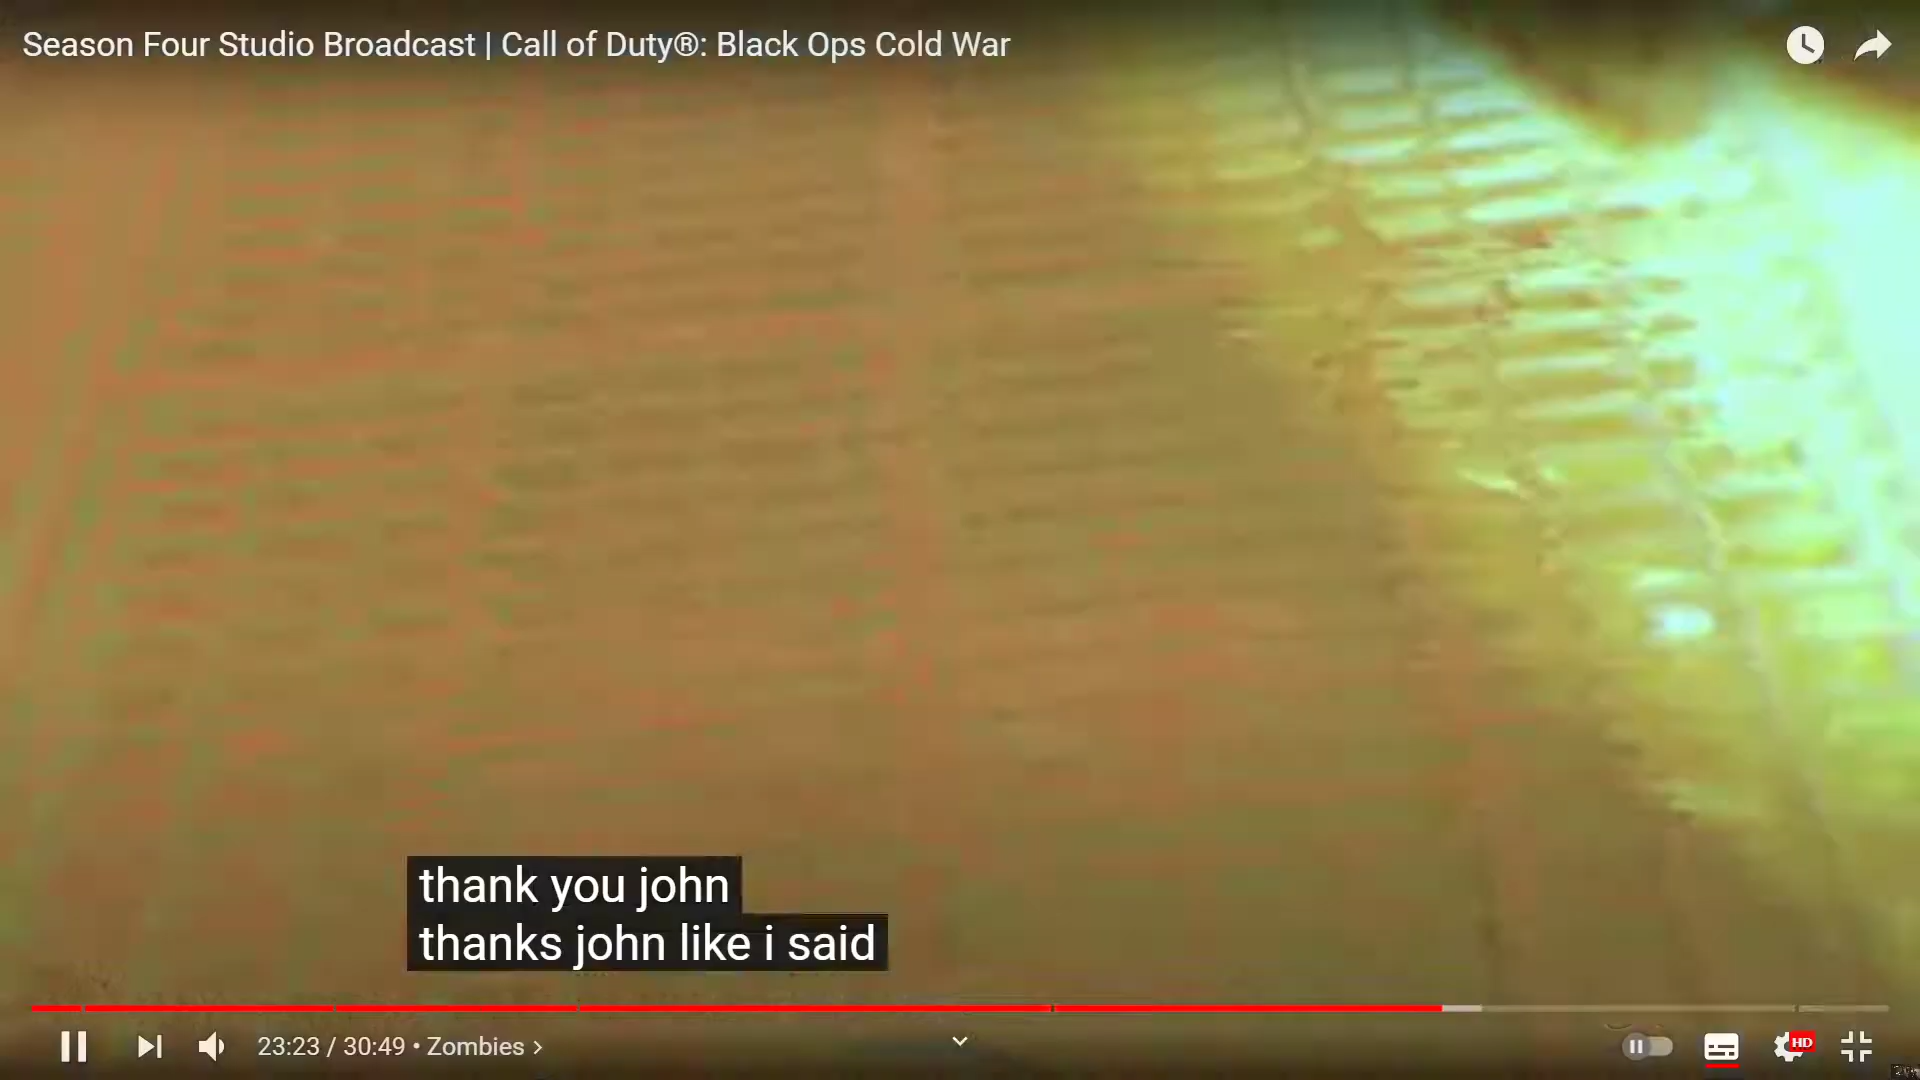 Season Four Studio Broadcast | Call of Duty®: Black Ops Cold War
thank you john
thanks john like i said
23:23 / 30:49 • Zombies
HD